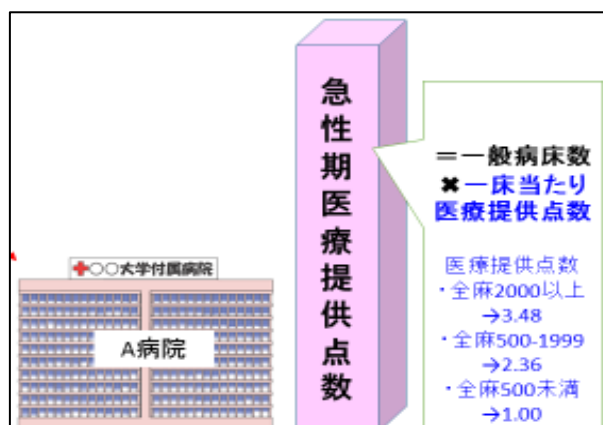 急性期医療提供点数
＝一般病床数
✖一床当たり
医療提供点数
医療提供点数
・全麻2000以上
→3.48
・全麻500-1999
→2.36
・全麻500未満
→1.00
○○大学付属病院
A病院